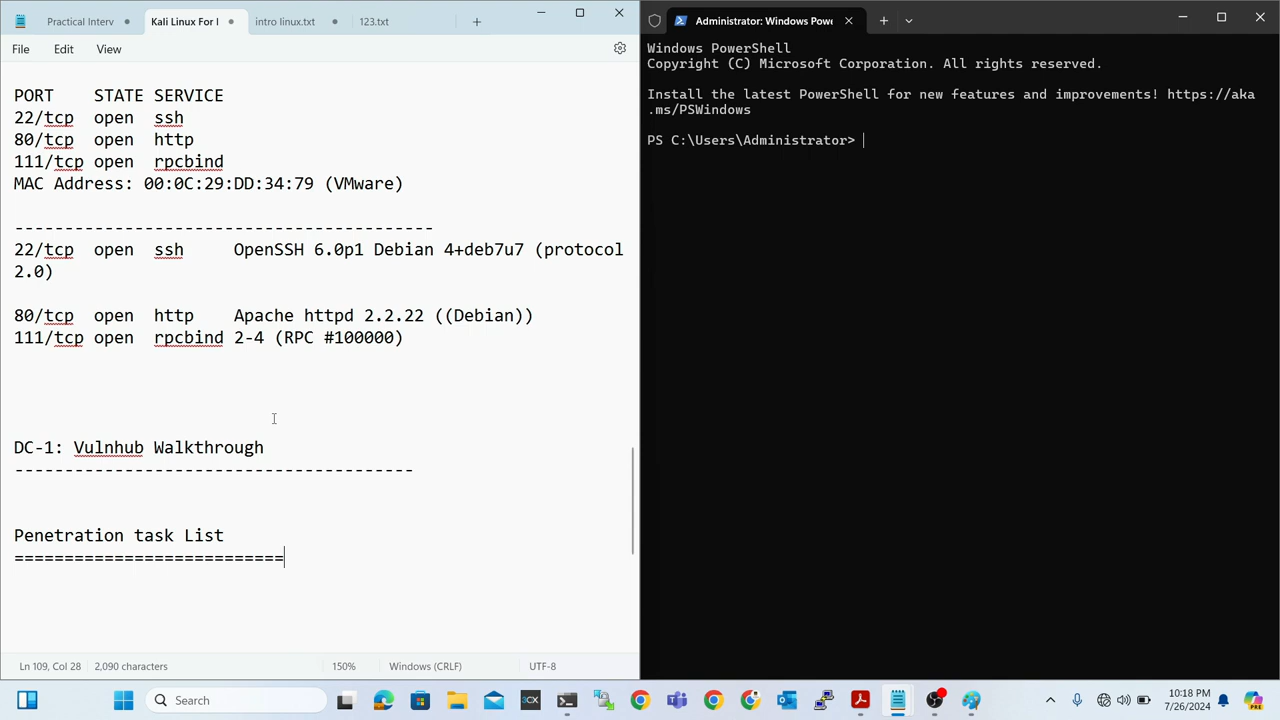 Practical Interv
Kali Linux For I
intro linux.txt
123.txt
File Edit View
PORT STATE SERVICE
22/tcp open ssh
80/tcp open http
111/tcp open rpcbind
MAC Address: 00:0C:29:DD:34:79 (VMware)
------------------------------------------
22/tcp open ssh OpenSSH 6.0p1 Debian 4+deb7u7 (protocol
2.0)
80/tcp open http Apache httpd 2.2.22 ((Debian))
111/tcp open rpcbind 2-4 (RPC #100000)
DC-1: Vulnhub Walkthrough
----------------------------------------
Penetration task List
===========================
Ln 109, Col 28 2,090 characters 150% Windows (CRLF) UTF-8
Administrator: Windows Powe
Windows PowerShell
Copyright (C) Microsoft Corporation. All rights reserved.
Install the latest PowerShell for new features and improvements! https://aka
.ms/PSWindows
PS C:\Users\Administrator>
Search
3CX
10:18 PM
7/26/2024
PRE